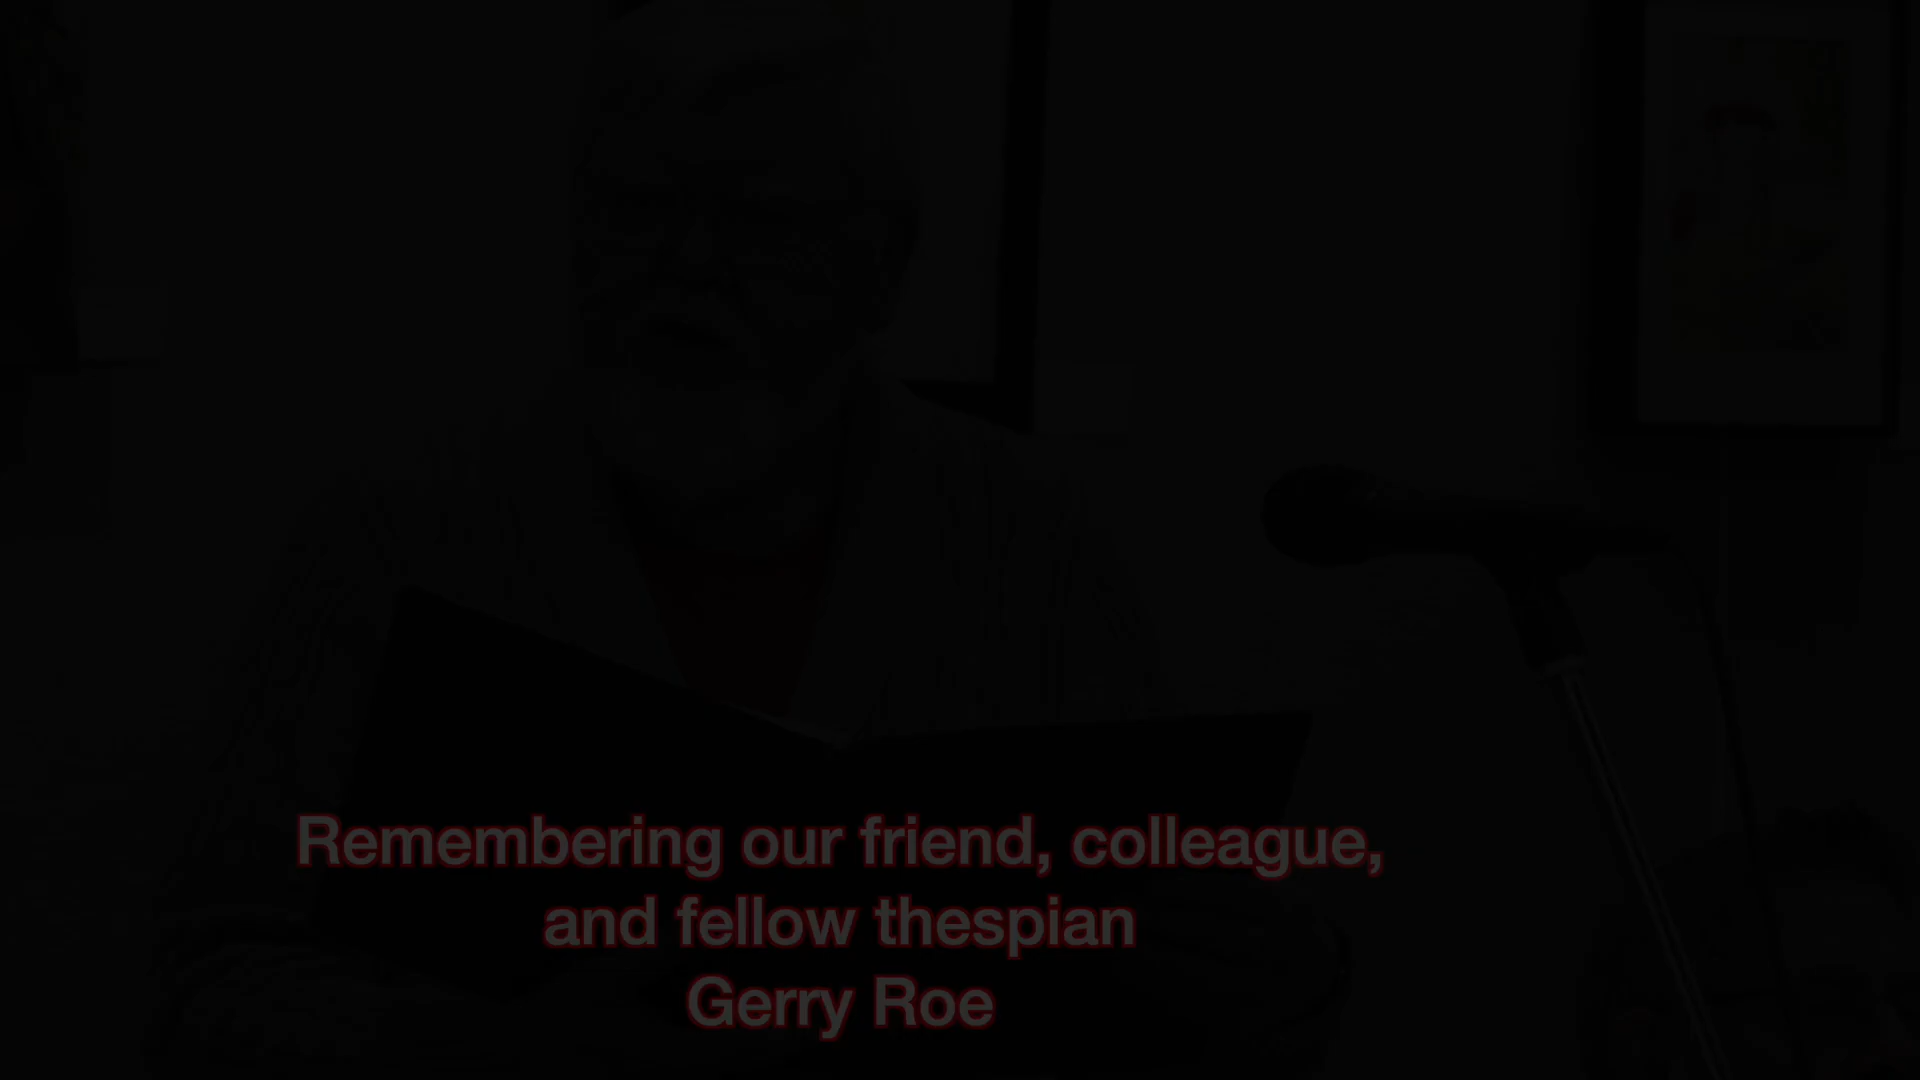 Remembering our friend, colleague,
and fellow thespian
Gerry Roe